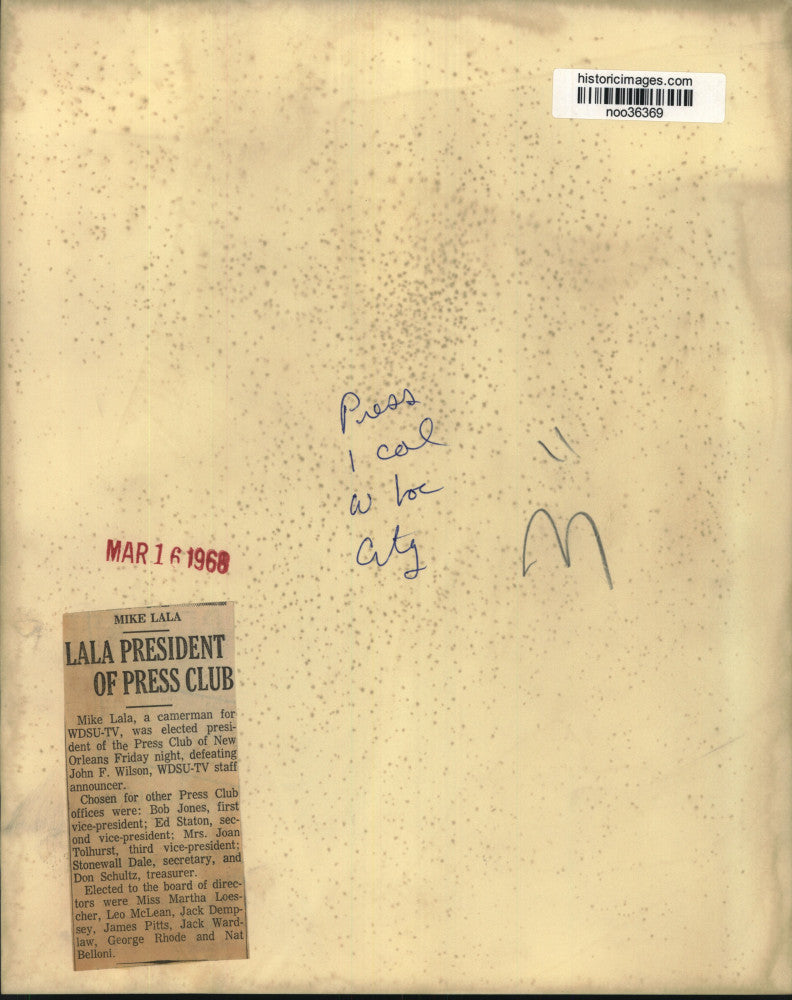 historicimages.com
noo36369
Press
1 col
w loc
City
11
M
MAR 16 1968
MIKE LALA
LALA PRESIDENT
OF PRESS CLUB
Mike Lala, a camerman for
WDSU-TV, was elected presi-
dent of the Press Club of New
Orleans Friday night, defeating
John F. Wilson, WDSU-TV staff
announcer.
Chosen for other Press Club
offices were: Bob Jones, first
vice-president; Ed Staton, sec-
ond vice-president; Mrs. Joan
Tolhurst, third vice-president;
Stonewall Dale, secretary, and
Don Schultz, treasurer.
Elected to the board of direc-
tors were Miss Martha Loes-
cher, Leo McLean, Jack Demp-
sey, James Pitts, Jack Ward-
law, George Rhode and Nat
Belloni.